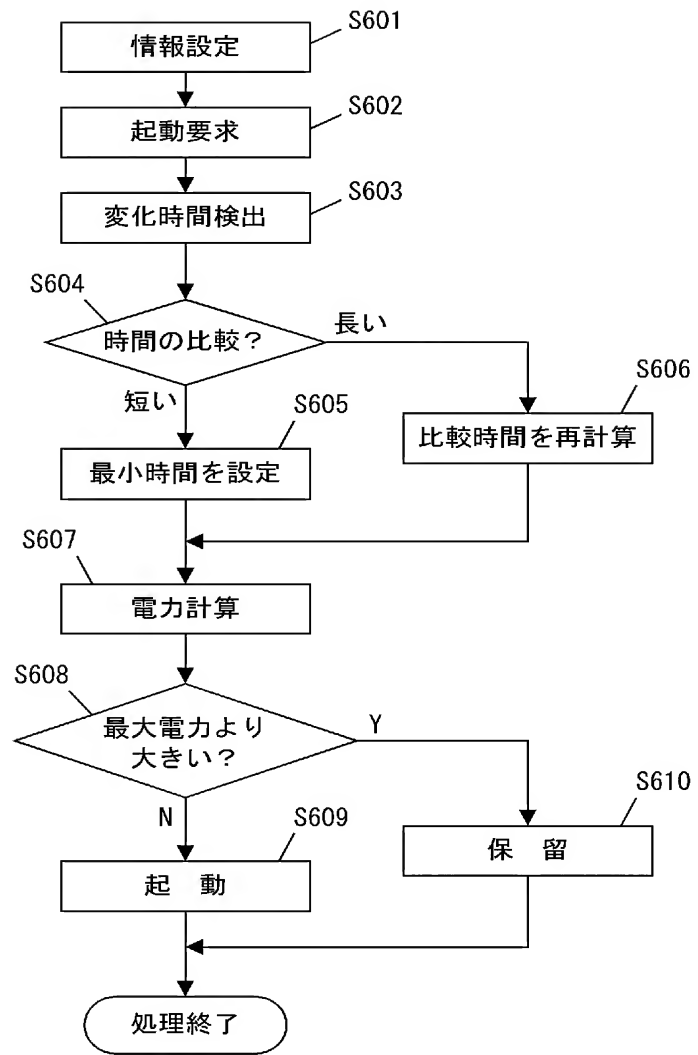 S601
情報設定
S602
起動要求
S603
変化時間検出
S604
時間の比較？
長い
短い
S605
S606
最小時間を設定
比較時間を再計算
S607
電力計算
S608
最大電力より
大きい？
Y
N
S609
S610
起　動
保　留
処理終了